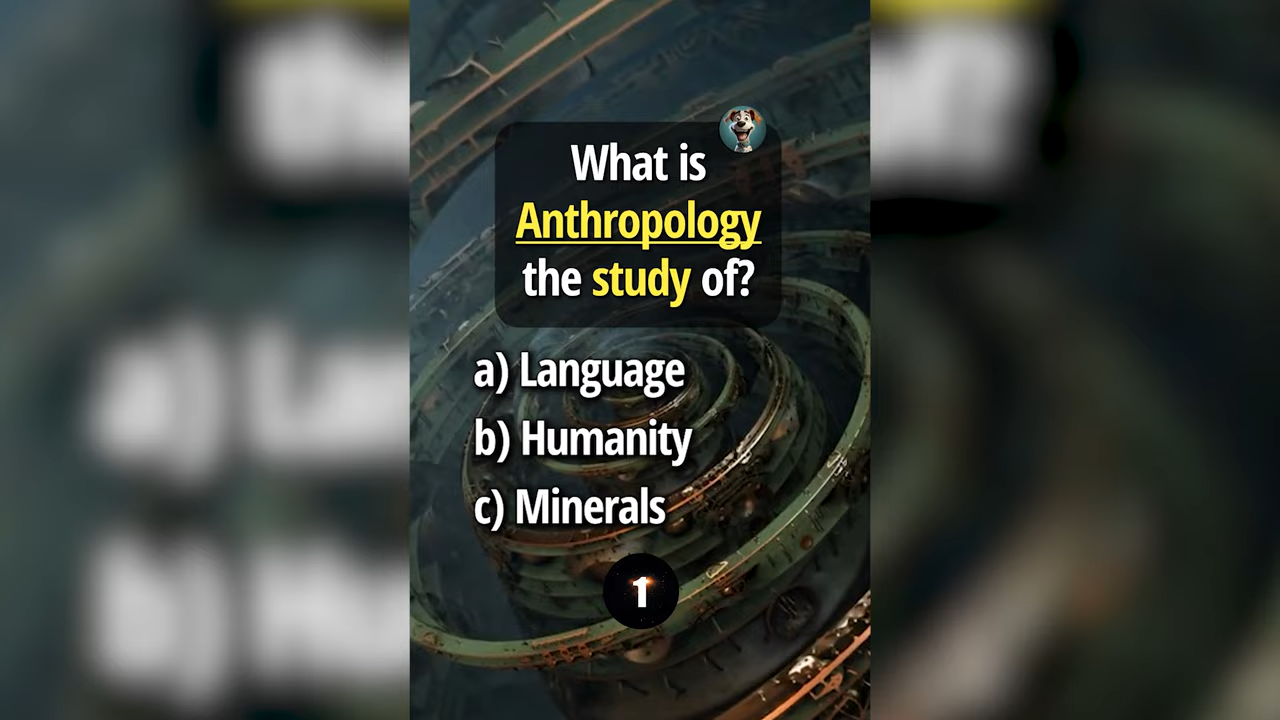 What is
Anthropology
the study of?
a) Language
b) Humanity
c) Minerals
1